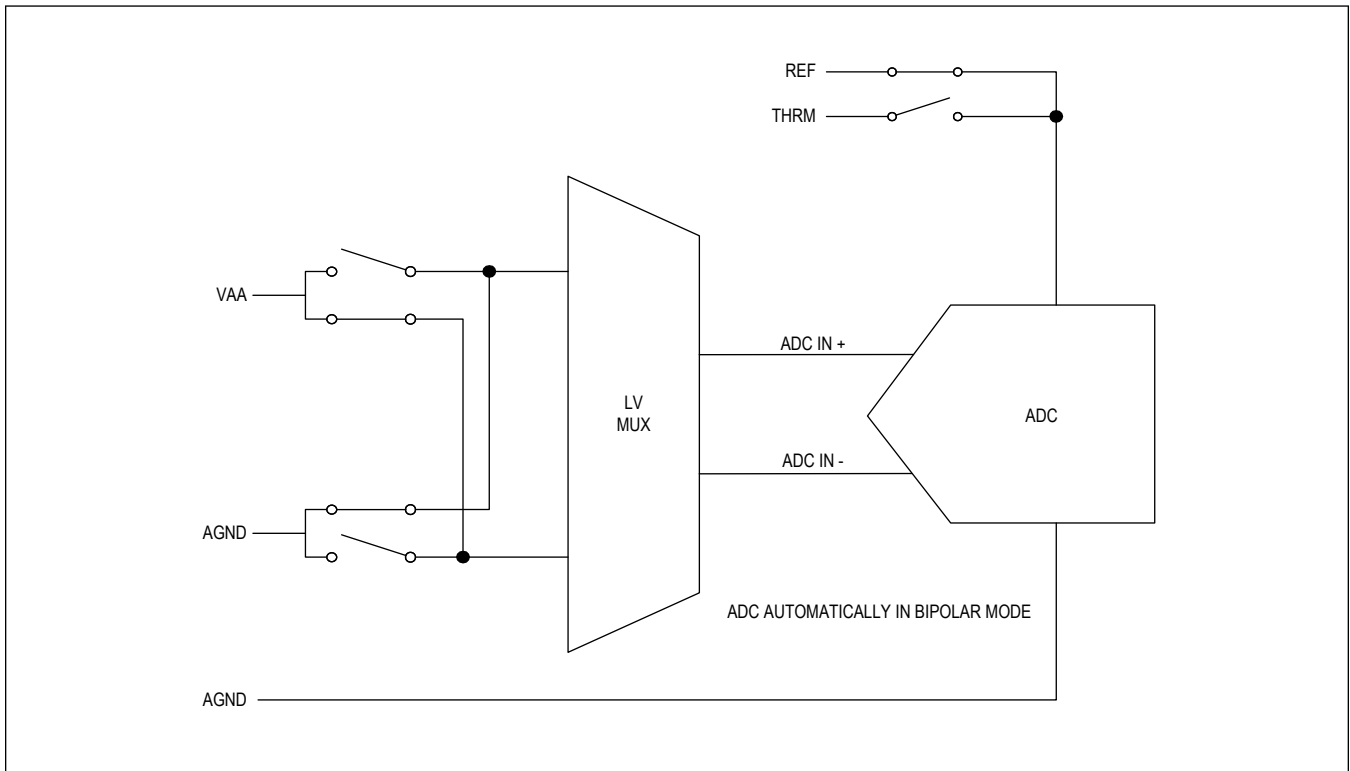 REF
THRM
VAA
ADC IN +
LV
MUX
ADC
ADC IN -
AGND
ADC AUTOMATICALLY IN BIPOLAR MODE
AGND